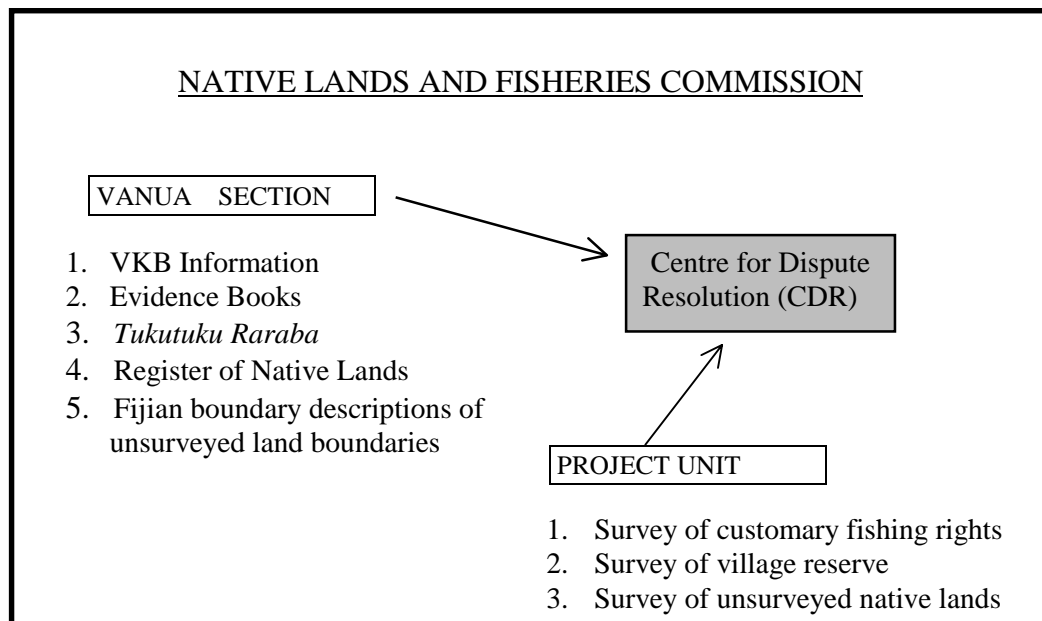 NATIVE LANDS AND FISHERIES COMMISSION
VANUA SECTION
1. VKB Information
2. Evidence Books
3. Tukutuku Raraba
4. Register of Native Lands
5. Fijian boundary descriptions of
unsurveyed land boundaries
Centre for Dispute
Resolution (CDR)
PROJECT UNIT
1. Survey of customary fishing rights
2. Survey of village reserve
3. Survey of unsurveyed native lands